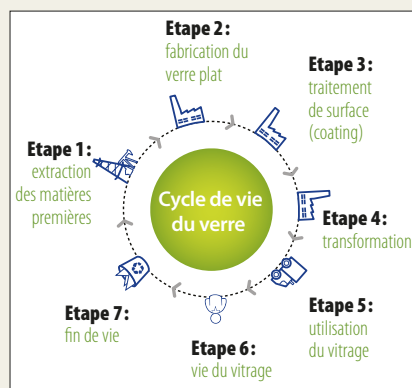 Etape 2 :
fabrication du
verre plat
Etape 3 :
traitement
de surface
(coating)
Etape 1 :
extraction
des matières
premières
Cycle de vie
du verre
Etape 4 :
transformation
Etape 5 :
utilisation
du vitrage
Etape 6 :
vie du vitrage
Etape 7 :
fin de vie